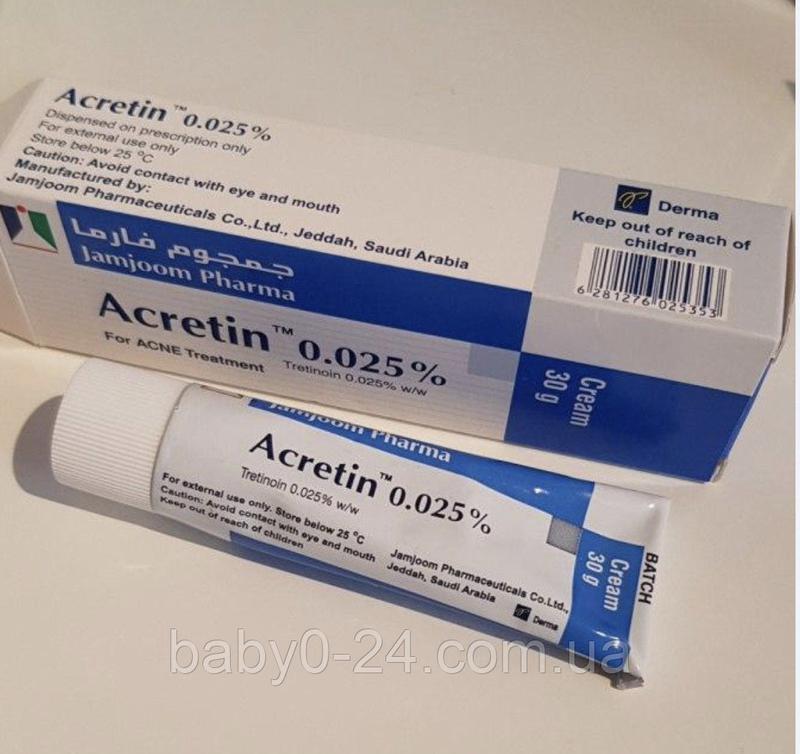 Acretin™ 0.025%
Dispensed on prescription only
For external use only
Store below 25 °C
Caution: Avoid contact with eye and mouth
Manufactured by:
Jamjoom Pharmaceuticals Co.,Ltd., Jeddah, Saudi Arabia
Derma
Keep out of reach of
children
6 281276 025353
جمجوم فارما
Jamjoom Pharma
Acretin™ 0.025%
For ACNE Treatment
Tretinoin 0.025% w/w
Cream
30 g
Jamjoom Pharma
Acretin™ 0.025%
Tretinoin 0.025% w/w
For external use only. Store below 25 °C
Caution: Avoid contact with eye and mouth
Keep out of reach of children
Jamjoom Pharmaceuticals Co.Ltd.,
Jeddah, Saudi Arabia
Derma
Cream
30 g
BATCH
baby0-24.com.ua